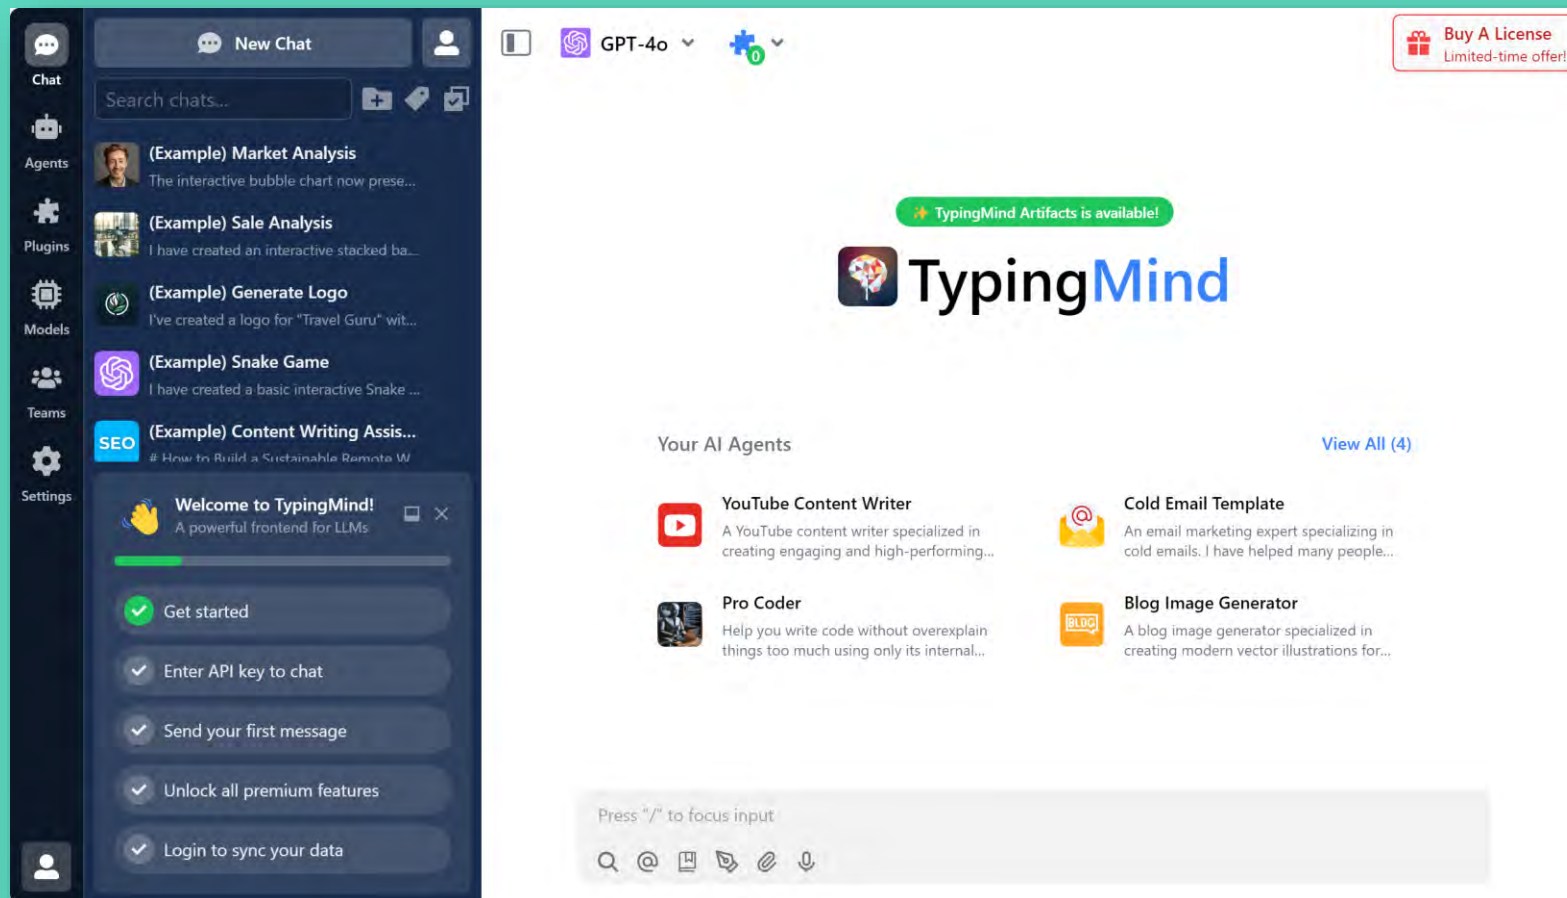 Chat
Agents
Plugins
Models
Teams
Settings
New Chat
Search chats...
(Example) Market Analysis
The interactive bubble chart now prese...
(Example) Sale Analysis
I have created an interactive stacked ba...
(Example) Generate Logo
I've created a logo for "Travel Guru" wit...
(Example) Snake Game
I have created a basic interactive Snake ...
SEO
(Example) Content Writing Assis...
# How to Build a Sustainable Remote W
Welcome to TypingMind!
A powerful frontend for LLMs
Get started
Enter API key to chat
Send your first message
Unlock all premium features
Login to sync your data
GPT-4o
0
Buy A License
Limited-time offer!
TypingMind Artifacts is available!
TypingMind
Your AI Agents
View All (4)
YouTube Content Writer
A YouTube content writer specialized in
creating engaging and high-performing...
Cold Email Template
An email marketing expert specializing in
cold emails. I have helped many people...
Pro Coder
Help you write code without overexplain
things too much using only its internal...
BLOG
Blog Image Generator
A blog image generator specialized in
creating modern vector illustrations for...
Press "/" to focus input